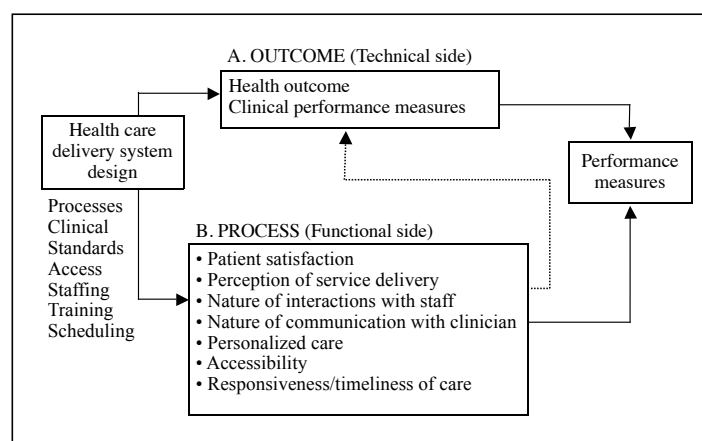 A. OUTCOME (Technical side)
Health outcome
Clinical performance measures
Health care
delivery system
design
Performance
measures
Processes
Clinical
Standards
Access
Staffing
Training
Scheduling
B. PROCESS (Functional side)
• Patient satisfaction
• Perception of service delivery
• Nature of interactions with staff
• Nature of communication with clinician
• Personalized care
• Accessibility
• Responsiveness/timeliness of care